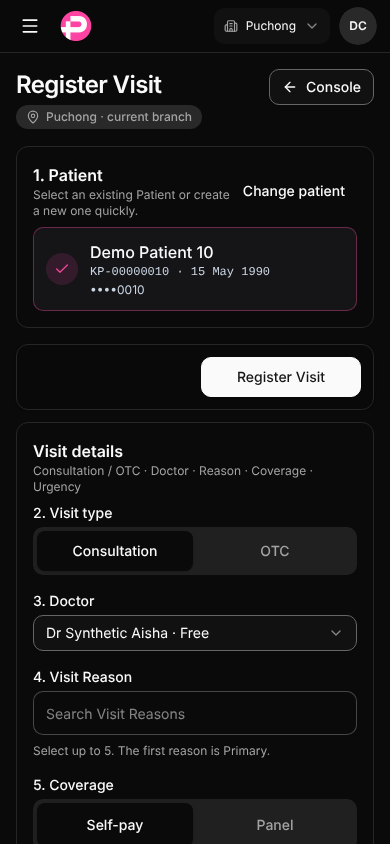 Puchong
DC
Register Visit
← Console
Puchong · current branch
1. Patient
Select an existing Patient or create
a new one quickly.
Change patient
Demo Patient 10
KP-00000010 · 15 May 1990
••••0010
Register Visit
Visit details
Consultation / OTC · Doctor · Reason · Coverage ·
Urgency
2. Visit type
Consultation
OTC
3. Doctor
Dr Synthetic Aisha · Free
4. Visit Reason
Search Visit Reasons
Select up to 5. The first reason is Primary.
5. Coverage
Self-pay
Panel